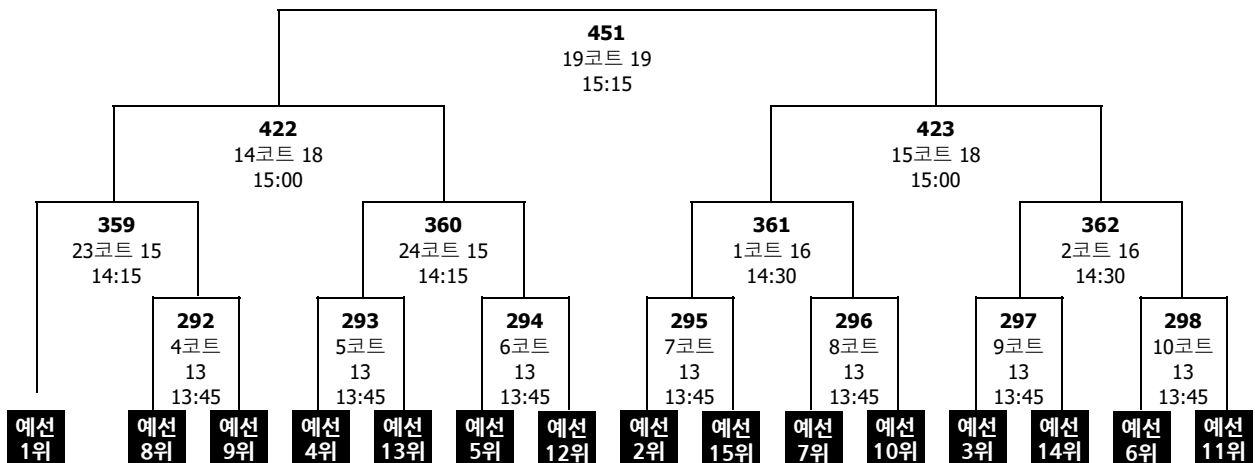 451
19코트 19
15:15
422
14코트 18
15:00
423
15코트 18
15:00
359
23코트 15
14:15
360
24코트 15
14:15
361
1코트 16
14:30
362
2코트 16
14:30
292
4코트
13
13:45
293
5코트
13
13:45
294
6코트
13
13:45
295
7코트
13
13:45
296
8코트
13
13:45
297
9코트
13
13:45
298
10코트
13
13:45
예선
1위
예선
8위
예선
9위
예선
4위
예선
13위
예선
5위
예선
12위
예선
2위
예선
15위
예선
7위
예선
10위
예선
3위
예선
14위
예선
6위
예선
11위